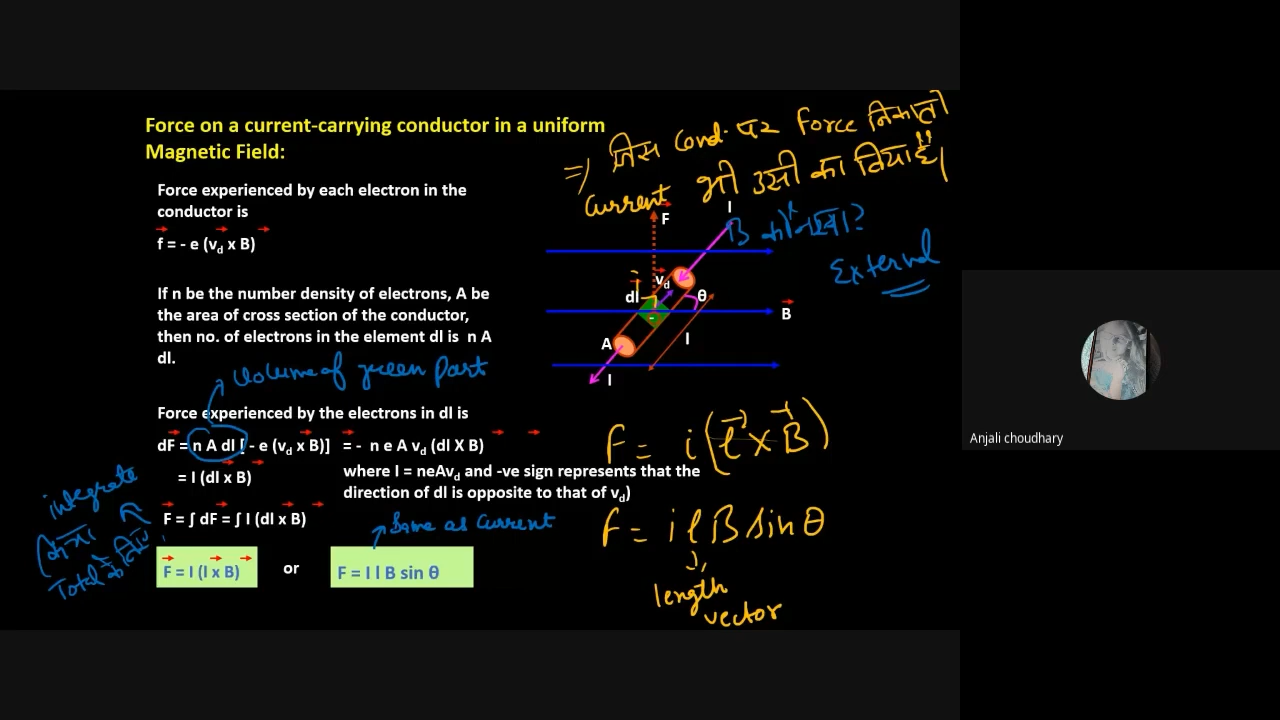 Force on a current-carrying conductor in a uniform
Magnetic Field:
Force experienced by each electron in the
conductor is
f = - e (vd x B)
If n be the number density of electrons, A be
the area of cross section of the conductor,
then no. of electrons in the element dl is n A
dl.
Volume of green Part
Force experienced by the electrons in dl is
dF = n A dl [ - e (vd x B)] = - n e A vd (dl X B)
= I (dl x B)
where I = neAvd and -ve sign represents that the
direction of dl is opposite to that of vd)
F = ∫ dF = ∫ I (dl x B)
Same as current
integrate
Total
F = I (l x B) or F = I l B sin θ
⇒ जिस Cond. पर Force निकालो
Current भी उसी का लिया है।
B कौनसा?
External
F
I
vd
dl
θ
-
B
A
l
I
F = i (l x B)
F = i l B sin θ
length
vector
Anjali choudhary